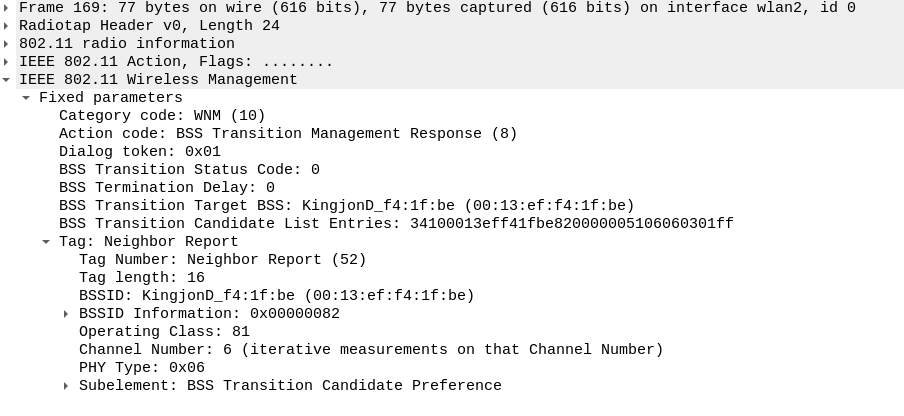 Frame 169: 77 bytes on wire (616 bits), 77 bytes captured (616 bits) on interface wlan2, id 0
Radiotap Header v0, Length 24
802.11 radio information
IEEE 802.11 Action, Flags: ........
IEEE 802.11 Wireless Management
Fixed parameters
Category code: WNM (10)
Action code: BSS Transition Management Response (8)
Dialog token: 0x01
BSS Transition Status Code: 0
BSS Termination Delay: 0
BSS Transition Target BSS: KingjonD_f4:1f:be (00:13:ef:f4:1f:be)
BSS Transition Candidate List Entries: 34100013eff41fbe820000005106060301ff
Tag: Neighbor Report
Tag Number: Neighbor Report (52)
Tag length: 16
BSSID: KingjonD_f4:1f:be (00:13:ef:f4:1f:be)
BSSID Information: 0x00000082
Operating Class: 81
Channel Number: 6 (iterative measurements on that Channel Number)
PHY Type: 0x06
Subelement: BSS Transition Candidate Preference